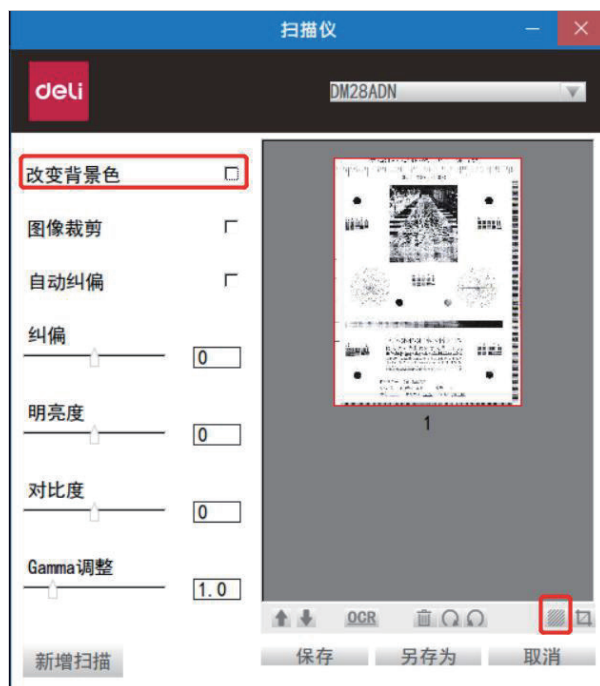 扫描仪
deli
DM28ADN
改变背景色
图像裁剪
自动纠偏
纠偏
0
明亮度
0
对比度
0
Gamma调整
1.0
1
OCR
新增扫描
保存
另存为
取消